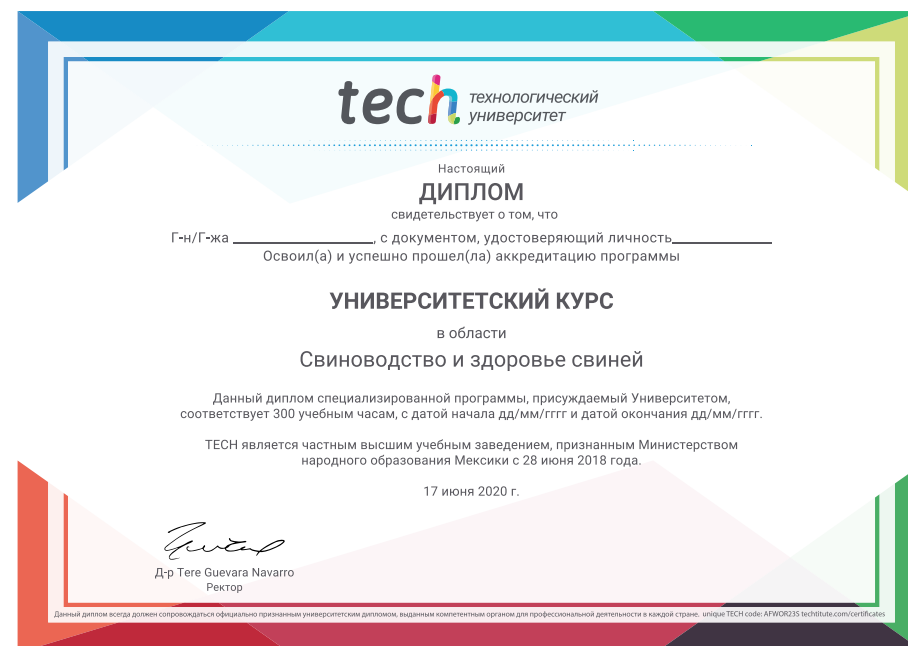 tech технологический
университет
Настоящий
ДИПЛОМ
свидетельствует о том, что
Г-н/Г-жа ____________________, с документом, удостоверяющий личность______________
Освоил(а) и успешно прошел(ла) аккредитацию программы
УНИВЕРСИТЕТСКИЙ КУРС
в области
Свиноводство и здоровье свиней
Данный диплом специализированной программы, присуждаемый Университетом,
соответствует 300 учебным часам, с датой начала дд/мм/гггг и датой окончания дд/мм/гггг.
TECH является частным высшим учебным заведением, признанным Министерством
народного образования Мексики с 28 июня 2018 года.
17 июня 2020 г.
Д-р Tere Guevara Navarro
Ректор
Данный диплом всегда должен сопровождаться официально признанным университетским дипломом, выданным компетентным органом для профессиональной деятельности в каждой стране. unique TECH code: AFWOR23S techtitute.com/certificates